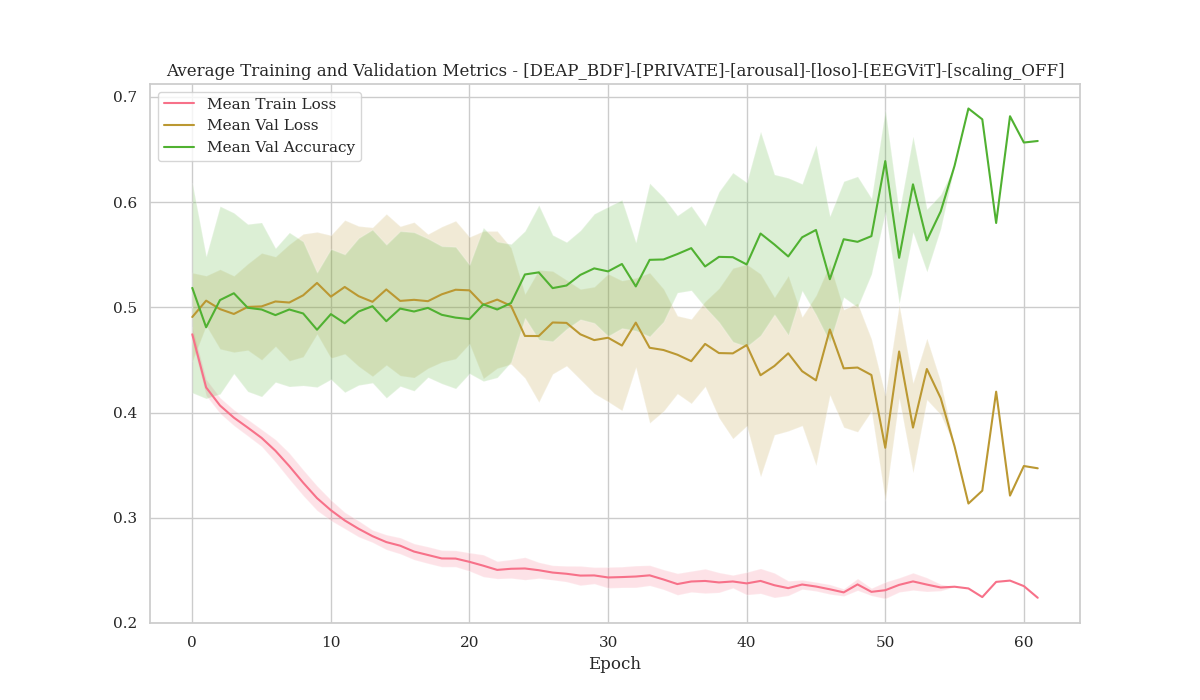 Average Training and Validation Metrics - [DEAP_BDF]-[PRIVATE]-[arousal]-[loso]-[EEGViT]-[scaling_OFF]
Mean Train Loss
Mean Val Loss
Mean Val Accuracy
0.7
0.6
0.5
0.4
0.3
0.2
0 10 20 30 40 50 60
Epoch